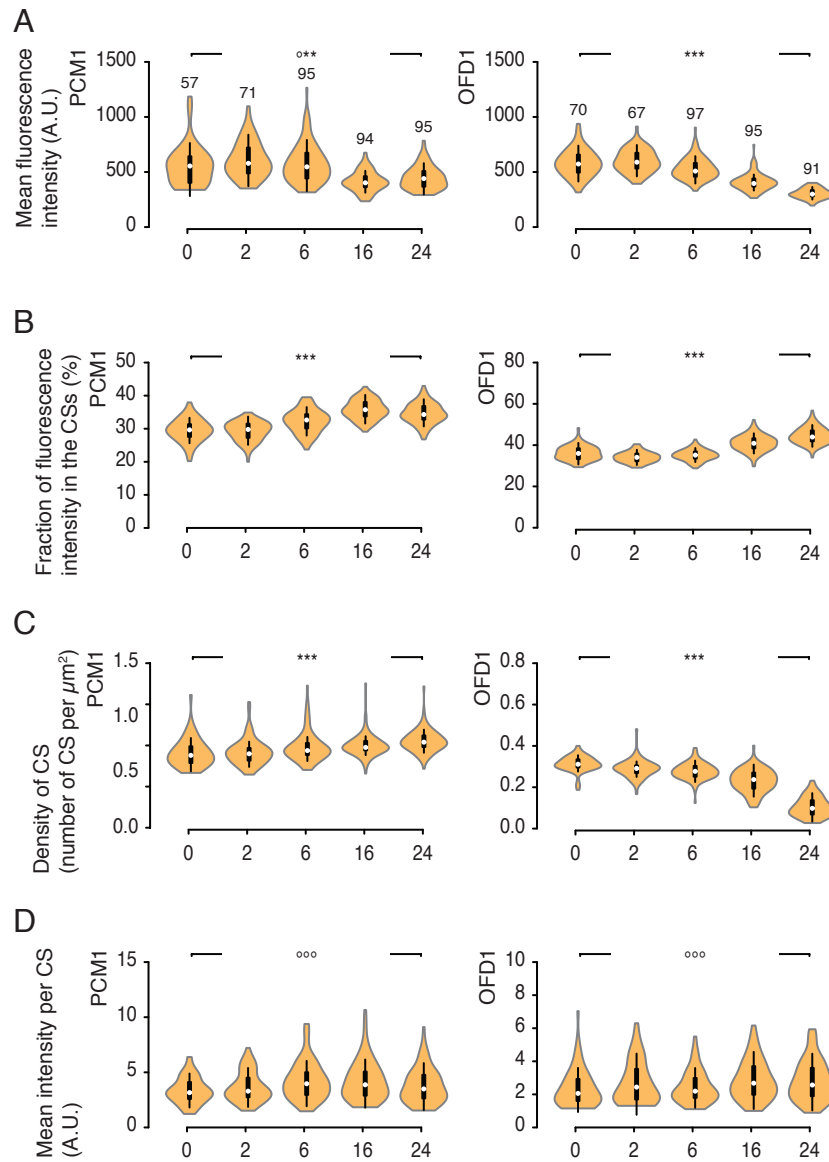 A
Mean fluorescence
intensity (A.U.)
PCM1
1500
1000
500
0
°**
57
71
95
94
95
0 2 6 16 24
OFD1
1500
1000
500
0
***
70
67
97
95
91
0 2 6 16 24
B
Fraction of fluorescence
intensity in the CSs (%)
PCM1
50
40
30
20
10
0
***
0 2 6 16 24
OFD1
80
60
40
20
0
***
0 2 6 16 24
C
Density of CS
(number of CS per µm²)
PCM1
1.5
1.0
0.5
0.0
***
0 2 6 16 24
OFD1
0.8
0.6
0.4
0.2
0.0
***
0 2 6 16 24
D
Mean intensity per CS
(A.U.)
PCM1
15
10
5
0
°°°
0 2 6 16 24
OFD1
10
8
6
4
2
0
°°°
0 2 6 16 24